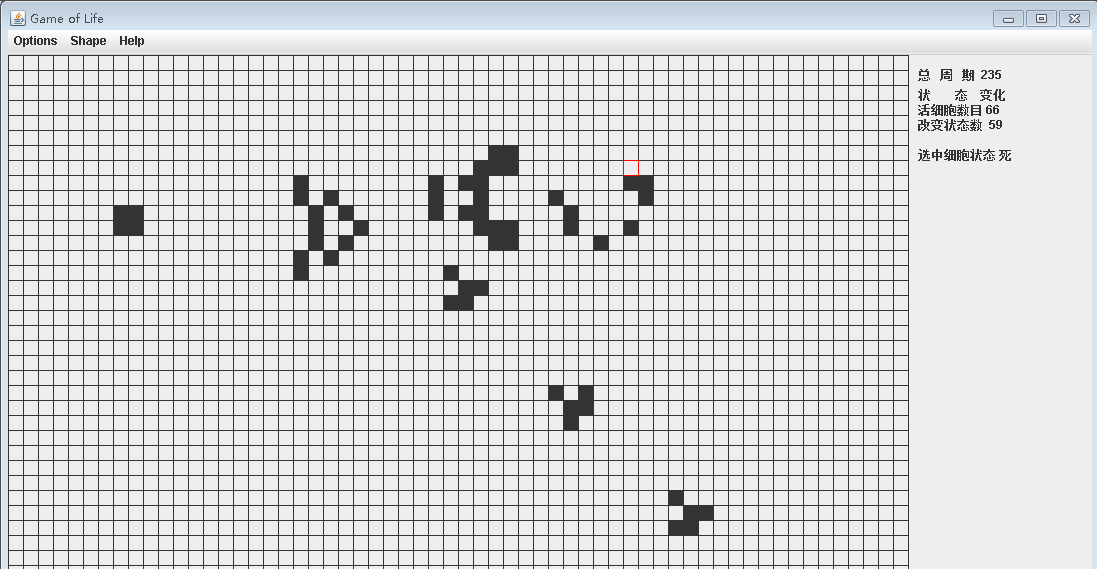 Game of Life
Options Shape Help
总 周 期 235
状 态 变化
活细胞数目 66
改变状态数 59
选中细胞状态 死